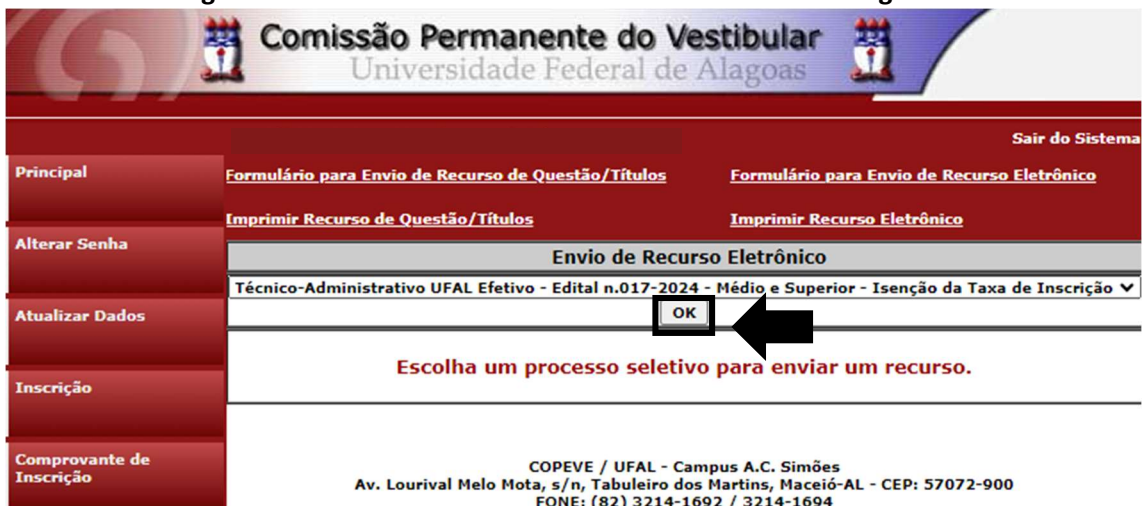 Comissão Permanente do Vestibular
Universidade Federal de Alagoas
Sair do Sistema
Principal
Formulário para Envio de Recurso de Questão/Títulos
Formulário para Envio de Recurso Eletrônico
Imprimir Recurso de Questão/Títulos
Imprimir Recurso Eletrônico
Alterar Senha
Envio de Recurso Eletrônico
Técnico-Administrativo UFAL Efetivo - Edital n.017-2024 - Médio e Superior - Isenção da Taxa de Inscrição
OK
Atualizar Dados
Escolha um processo seletivo para enviar um recurso.
Inscrição
Comprovante de
Inscrição
COPEVE / UFAL - Campus A.C. Simões
Av. Lourival Melo Mota, s/n, Tabuleiro dos Martins, Maceió-AL - CEP: 57072-900
FONE: (82) 3214-1692 / 3214-1694